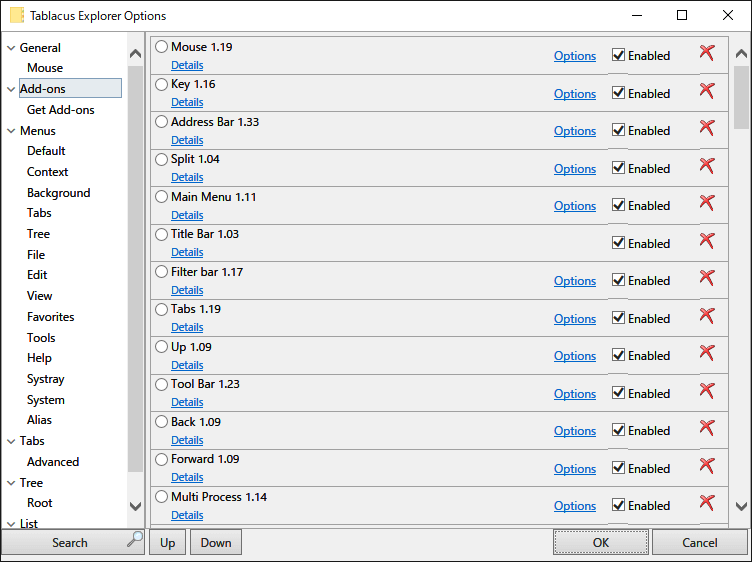 Tablacus Explorer Options
General
Mouse
Add-ons
Get Add-ons
Menus
Default
Context
Background
Tabs
Tree
File
Edit
View
Favorites
Tools
Help
Systray
System
Alias
Tabs
Advanced
Tree
Root
List
Search
Mouse 1.19
Details
Options Enabled
Key 1.16
Details
Options Enabled
Address Bar 1.33
Details
Options Enabled
Split 1.04
Details
Options Enabled
Main Menu 1.11
Details
Options Enabled
Title Bar 1.03
Details
Enabled
Filter bar 1.17
Details
Options Enabled
Tabs 1.19
Details
Options Enabled
Up 1.09
Details
Options Enabled
Tool Bar 1.23
Details
Options Enabled
Back 1.09
Details
Options Enabled
Forward 1.09
Details
Options Enabled
Multi Process 1.14
Details
Options Enabled
Up Down OK Cancel